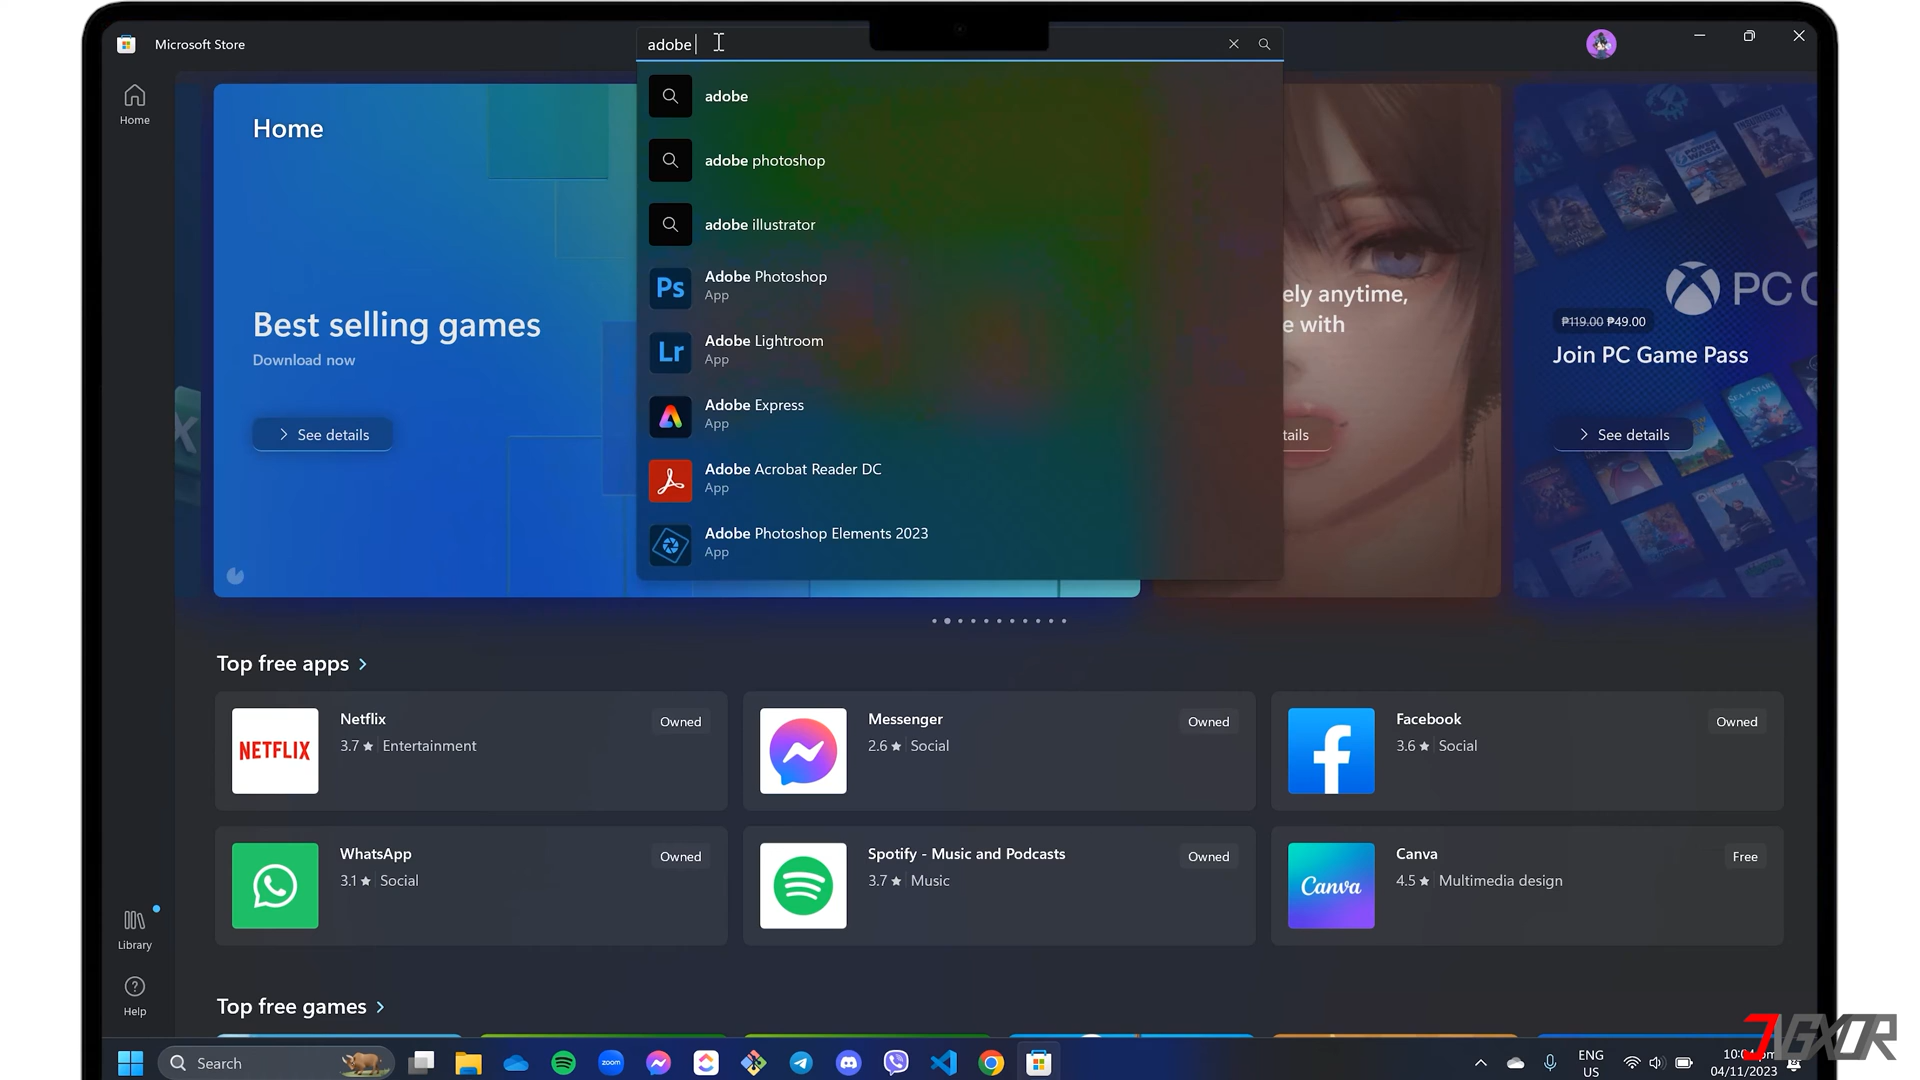 Microsoft Store
adobe
Home
Home
Best selling games
Download now
See details
adobe
adobe photoshop
adobe illustrator
Adobe Photoshop
App
Adobe Lightroom
App
Adobe Express
App
Adobe Acrobat Reader DC
App
Adobe Photoshop Elements 2023
App
ely anytime,
e with
tails
PC G
₱119.00 ₱49.00
Join PC Game Pass
See details
Top free apps
Netflix
3.7 ★ Entertainment
Owned
Messenger
2.6 ★ Social
Owned
Facebook
3.6 ★ Social
Owned
NETFLIX
WhatsApp
3.1 ★ Social
Owned
Spotify - Music and Podcasts
3.7 ★ Music
Owned
Canva
4.5 ★ Multimedia design
Free
Canva
Library
Help
Top free games
Search
zoom
ENG
US
04/11/2023
JIGXOR